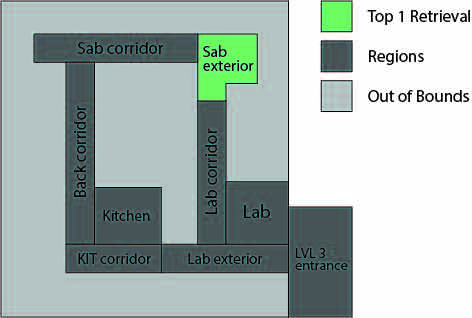 Sab corridor
Sab
exterior
Back corridor
Lab corridor
Kitchen
Lab
KIT corridor
Lab exterior
LVL 3
entrance
Top 1 Retrieval
Regions
Out of Bounds